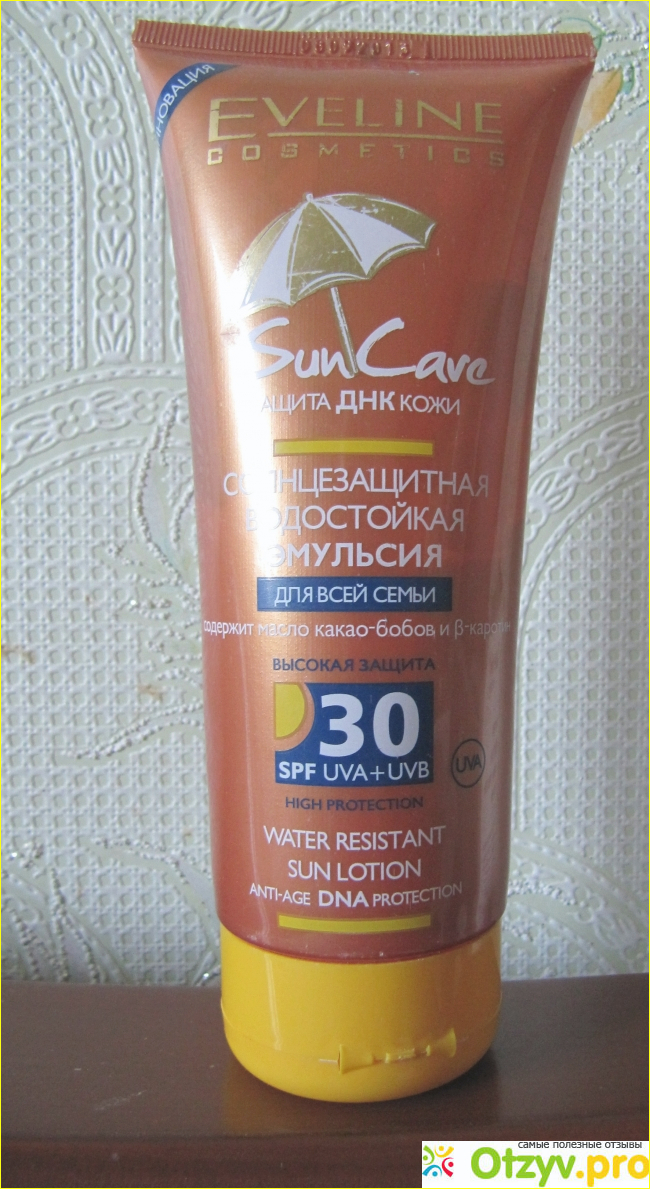 ИННОВАЦИЯ
EVELINE
COSMETICS
Sun Care
ЗАЩИТА ДНК КОЖИ
СОЛНЦЕЗАЩИТНАЯ
ВОДОСТОЙКАЯ
ЭМУЛЬСИЯ
ДЛЯ ВСЕЙ СЕМЬИ
содержит масло какао-бобов, и β-каротин
ВЫСОКАЯ ЗАЩИТА
30
SPF UVA+UVB
UVA
HIGH PROTECTION
WATER RESISTANT
SUN LOTION
ANTI-AGE DNA PROTECTION
самые полезные отзывы
Otzyv.pro